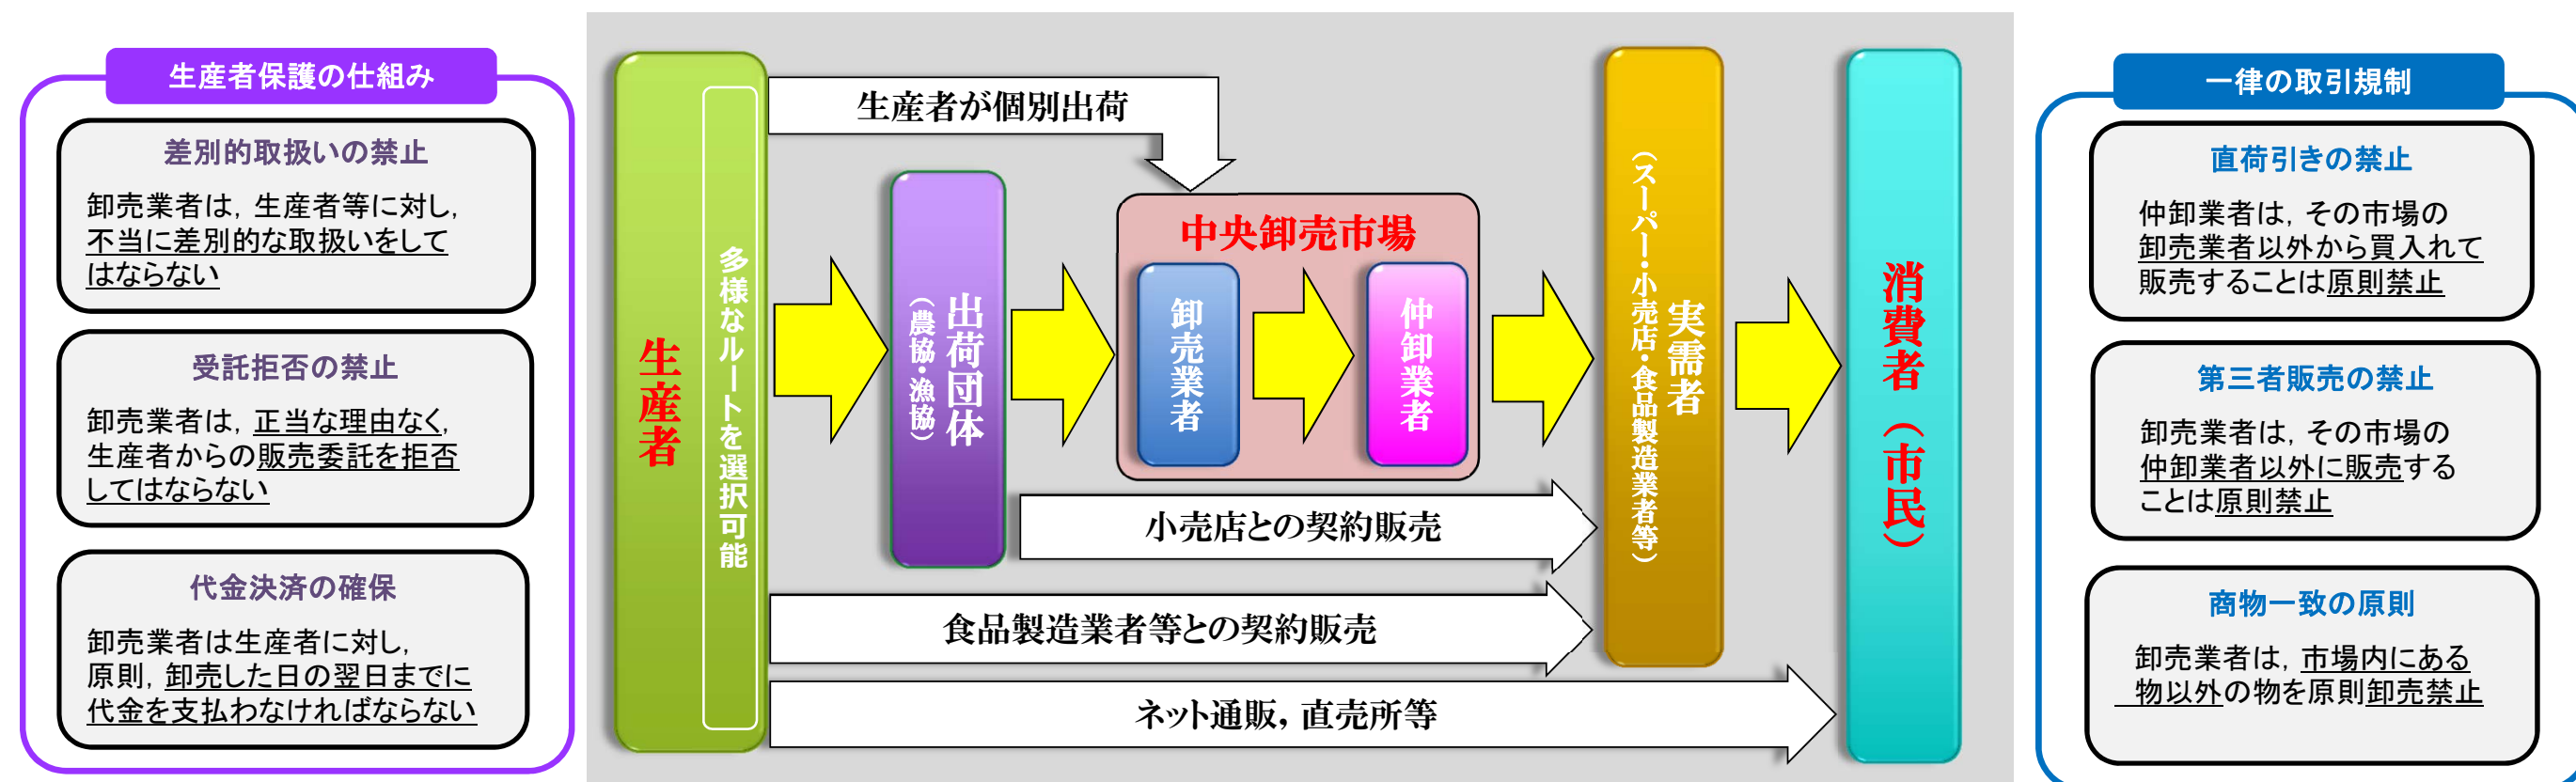 生産者保護の仕組み
差別的取扱いの禁止
卸売業者は，生産者等に対し，
不当に差別的な取扱いをして
はならない
受託拒否の禁止
卸売業者は，正当な理由なく，
生産者からの販売委託を拒否
してはならない
代金決済の確保
卸売業者は生産者に対し，
原則，卸売した日の翌日までに
代金を支払わなければならない
生産者
多様なルートを選択可能
生産者が個別出荷
出荷団体
（農協・漁協）
中央卸売市場
卸売業者
仲卸業者
小売店との契約販売
食品製造業者等との契約販売
ネット通販，直売所等
実需者
（スーパー・小売店・食品製造業者等）
消費者（市民）
一律の取引規制
直荷引きの禁止
仲卸業者は，その市場の
卸売業者以外から買入れて
販売することは原則禁止
第三者販売の禁止
卸売業者は，その市場の
仲卸業者以外に販売する
ことは原則禁止
商物一致の原則
卸売業者は，市場内にある
物以外の物を原則卸売禁止